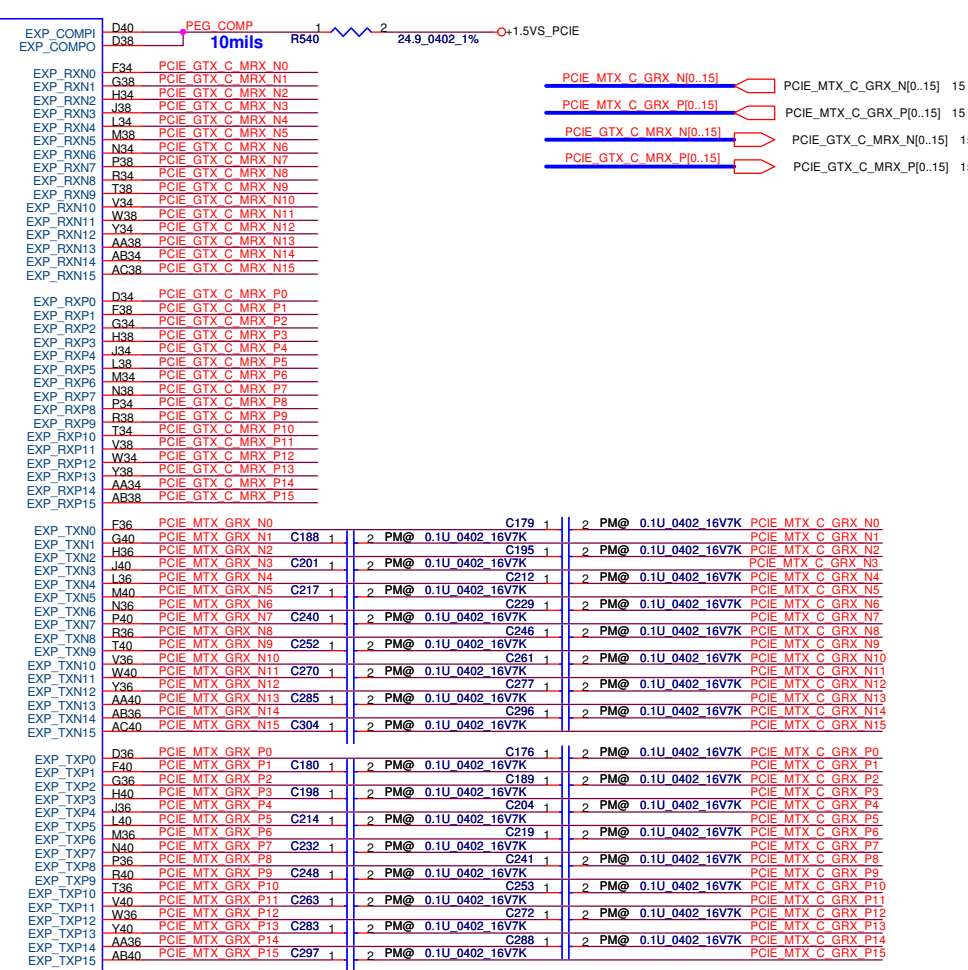 EXP_COMPI D40 PEG_COMP 1 2 +1.5VS_PCIE
EXP_COMPO D38 10mils R540 24.9_0402_1%
EXP_RXN0 F34 PCIE_GTX_C_MRX_N0
EXP_RXN1 G38 PCIE_GTX_C_MRX_N1
EXP_RXN2 H34 PCIE_GTX_C_MRX_N2
EXP_RXN3 J38 PCIE_GTX_C_MRX_N3
EXP_RXN4 L34 PCIE_GTX_C_MRX_N4
EXP_RXN5 M38 PCIE_GTX_C_MRX_N5
EXP_RXN6 N34 PCIE_GTX_C_MRX_N6
EXP_RXN7 P38 PCIE_GTX_C_MRX_N7
EXP_RXN8 R34 PCIE_GTX_C_MRX_N8
EXP_RXN9 T38 PCIE_GTX_C_MRX_N9
EXP_RXN10 V34 PCIE_GTX_C_MRX_N10
EXP_RXN11 W38 PCIE_GTX_C_MRX_N11
EXP_RXN12 Y34 PCIE_GTX_C_MRX_N12
EXP_RXN13 AA38 PCIE_GTX_C_MRX_N13
EXP_RXN14 AB34 PCIE_GTX_C_MRX_N14
EXP_RXN15 AC38 PCIE_GTX_C_MRX_N15
PCIE_MTX_C_GRX_N[0..15] PCIE_MTX_C_GRX_N[0..15] 15
PCIE_MTX_C_GRX_P[0..15] PCIE_MTX_C_GRX_P[0..15] 15
PCIE_GTX_C_MRX_N[0..15] PCIE_GTX_C_MRX_N[0..15]
PCIE_GTX_C_MRX_P[0..15] PCIE_GTX_C_MRX_P[0..15]
EXP_RXP0 D34 PCIE_GTX_C_MRX_P0
EXP_RXP1 F38 PCIE_GTX_C_MRX_P1
EXP_RXP2 G34 PCIE_GTX_C_MRX_P2
EXP_RXP3 H38 PCIE_GTX_C_MRX_P3
EXP_RXP4 J34 PCIE_GTX_C_MRX_P4
EXP_RXP5 L38 PCIE_GTX_C_MRX_P5
EXP_RXP6 M34 PCIE_GTX_C_MRX_P6
EXP_RXP7 N38 PCIE_GTX_C_MRX_P7
EXP_RXP8 P34 PCIE_GTX_C_MRX_P8
EXP_RXP9 R38 PCIE_GTX_C_MRX_P9
EXP_RXP10 T34 PCIE_GTX_C_MRX_P10
EXP_RXP11 V38 PCIE_GTX_C_MRX_P11
EXP_RXP12 W34 PCIE_GTX_C_MRX_P12
EXP_RXP13 Y38 PCIE_GTX_C_MRX_P13
EXP_RXP14 AA34 PCIE_GTX_C_MRX_P14
EXP_RXP15 AB38 PCIE_GTX_C_MRX_P15
EXP_TXN0 F36 PCIE_MTX_GRX_N0 C179 1 2 PM@ 0.1U_0402_16V7K PCIE_MTX_C_GRX_N0
EXP_TXN1 G40 PCIE_MTX_GRX_N1 C188 1 2 PM@ 0.1U_0402_16V7K PCIE_MTX_C_GRX_N1
EXP_TXN2 H36 PCIE_MTX_GRX_N2 C195 1 2 PM@ 0.1U_0402_16V7K PCIE_MTX_C_GRX_N2
EXP_TXN3 J40 PCIE_MTX_GRX_N3 C201 1 2 PM@ 0.1U_0402_16V7K PCIE_MTX_C_GRX_N3
EXP_TXN4 L36 PCIE_MTX_GRX_N4 C212 1 2 PM@ 0.1U_0402_16V7K PCIE_MTX_C_GRX_N4
EXP_TXN5 M40 PCIE_MTX_GRX_N5 C217 1 2 PM@ 0.1U_0402_16V7K PCIE_MTX_C_GRX_N5
EXP_TXN6 N36 PCIE_MTX_GRX_N6 C229 1 2 PM@ 0.1U_0402_16V7K PCIE_MTX_C_GRX_N6
EXP_TXN7 P40 PCIE_MTX_GRX_N7 C240 1 2 PM@ 0.1U_0402_16V7K PCIE_MTX_C_GRX_N7
EXP_TXN8 R36 PCIE_MTX_GRX_N8 C246 1 2 PM@ 0.1U_0402_16V7K PCIE_MTX_C_GRX_N8
EXP_TXN9 T40 PCIE_MTX_GRX_N9 C252 1 2 PM@ 0.1U_0402_16V7K PCIE_MTX_C_GRX_N9
EXP_TXN10 V36 PCIE_MTX_GRX_N10 C261 1 2 PM@ 0.1U_0402_16V7K PCIE_MTX_C_GRX_N10
EXP_TXN11 W40 PCIE_MTX_GRX_N11 C270 1 2 PM@ 0.1U_0402_16V7K PCIE_MTX_C_GRX_N11
EXP_TXN12 Y36 PCIE_MTX_GRX_N12 C277 1 2 PM@ 0.1U_0402_16V7K PCIE_MTX_C_GRX_N12
EXP_TXN13 AA40 PCIE_MTX_GRX_N13 C285 1 2 PM@ 0.1U_0402_16V7K PCIE_MTX_C_GRX_N13
EXP_TXN14 AB36 PCIE_MTX_GRX_N14 C296 1 2 PM@ 0.1U_0402_16V7K PCIE_MTX_C_GRX_N14
EXP_TXN15 AC40 PCIE_MTX_GRX_N15 C304 1 2 PM@ 0.1U_0402_16V7K PCIE_MTX_C_GRX_N15
EXP_TXP0 D36 PCIE_MTX_GRX_P0 C176 1 2 PM@ 0.1U_0402_16V7K PCIE_MTX_C_GRX_P0
EXP_TXP1 F40 PCIE_MTX_GRX_P1 C180 1 2 PM@ 0.1U_0402_16V7K PCIE_MTX_C_GRX_P1
EXP_TXP2 G36 PCIE_MTX_GRX_P2 C189 1 2 PM@ 0.1U_0402_16V7K PCIE_MTX_C_GRX_P2
EXP_TXP3 H40 PCIE_MTX_GRX_P3 C198 1 2 PM@ 0.1U_0402_16V7K PCIE_MTX_C_GRX_P3
EXP_TXP4 J36 PCIE_MTX_GRX_P4 C204 1 2 PM@ 0.1U_0402_16V7K PCIE_MTX_C_GRX_P4
EXP_TXP5 L40 PCIE_MTX_GRX_P5 C214 1 2 PM@ 0.1U_0402_16V7K PCIE_MTX_C_GRX_P5
EXP_TXP6 M36 PCIE_MTX_GRX_P6 C219 1 2 PM@ 0.1U_0402_16V7K PCIE_MTX_C_GRX_P6
EXP_TXP7 N40 PCIE_MTX_GRX_P7 C232 1 2 PM@ 0.1U_0402_16V7K PCIE_MTX_C_GRX_P7
EXP_TXP8 P36 PCIE_MTX_GRX_P8 C241 1 2 PM@ 0.1U_0402_16V7K PCIE_MTX_C_GRX_P8
EXP_TXP9 R40 PCIE_MTX_GRX_P9 C248 1 2 PM@ 0.1U_0402_16V7K PCIE_MTX_C_GRX_P9
EXP_TXP10 T36 PCIE_MTX_GRX_P10 C253 1 2 PM@ 0.1U_0402_16V7K PCIE_MTX_C_GRX_P10
EXP_TXP11 V40 PCIE_MTX_GRX_P11 C263 1 2 PM@ 0.1U_0402_16V7K PCIE_MTX_C_GRX_P11
EXP_TXP12 W36 PCIE_MTX_GRX_P12 C272 1 2 PM@ 0.1U_0402_16V7K PCIE_MTX_C_GRX_P12
EXP_TXP13 Y40 PCIE_MTX_GRX_P13 C283 1 2 PM@ 0.1U_0402_16V7K PCIE_MTX_C_GRX_P13
EXP_TXP14 AA36 PCIE_MTX_GRX_P14 C288 1 2 PM@ 0.1U_0402_16V7K PCIE_MTX_C_GRX_P14
EXP_TXP15 AB40 PCIE_MTX_GRX_P15 C297 1 2 PM@ 0.1U_0402_16V7K PCIE_MTX_C_GRX_P15